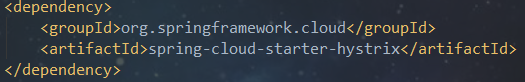 <dependency>
    <groupId>org.springframework.cloud</groupId>
    <artifactId>spring-cloud-starter-hystrix</artifactId>
</dependency>